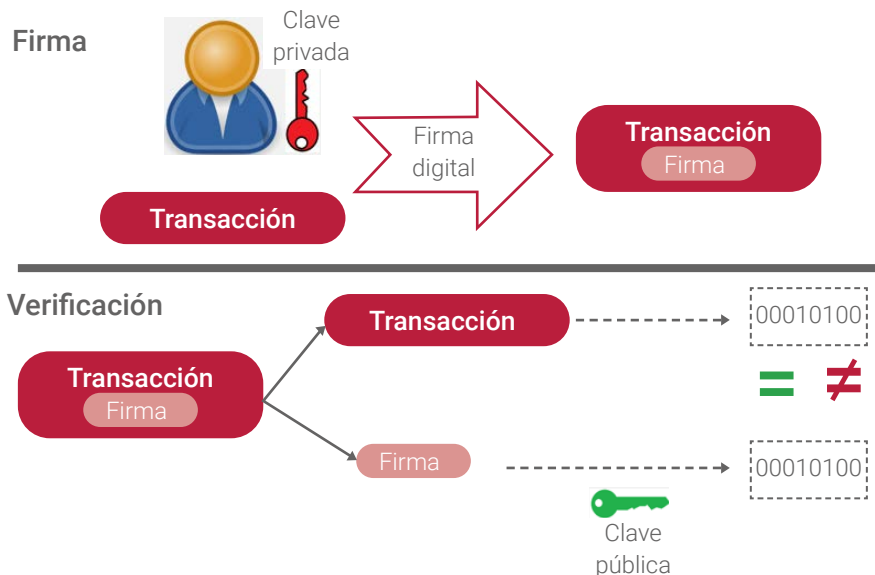 Firma
Clave
privada
Firma
digital
Transacción
Transacción
Firma
Verificación
Transacción
00010100
Transacción
Firma
= ≠
Firma
00010100
Clave
pública